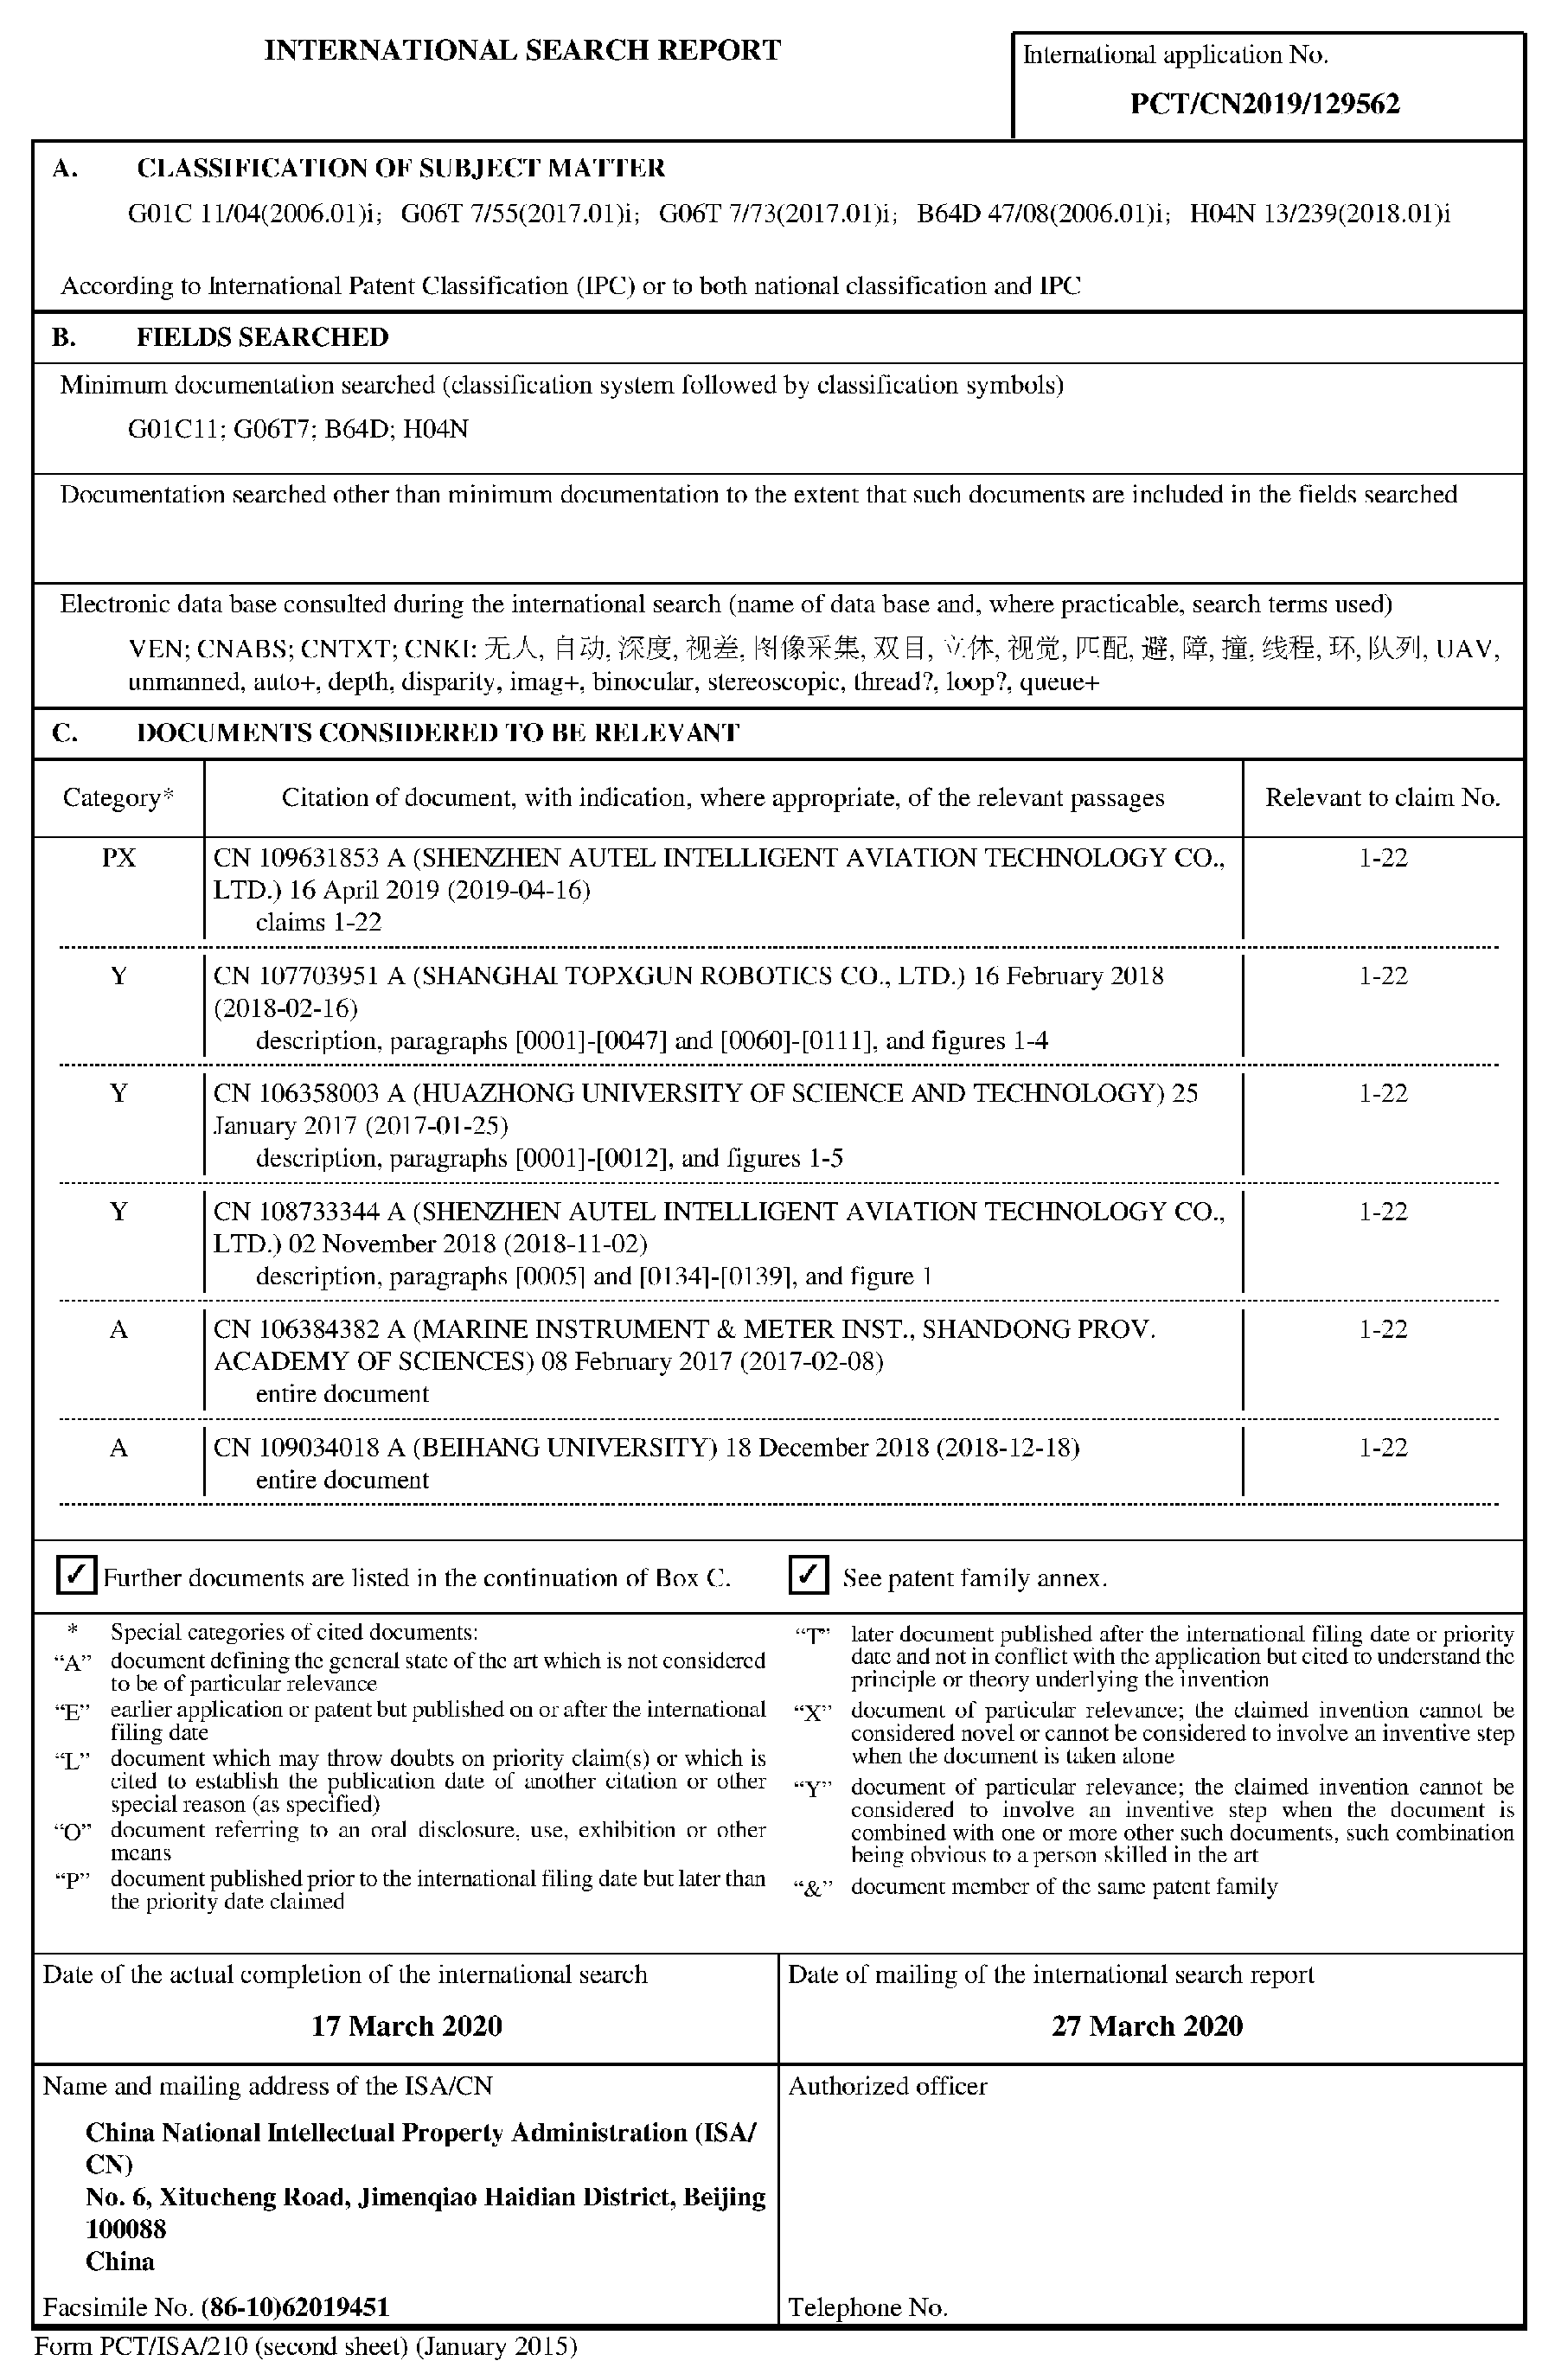 INTERNATIONAL SEARCH REPORT
International application No.
PCT/CN2019/129562
A. CLASSIFICATION OF SUBJECT MATTER
G01C 11/04(2006.01)i; G06T 7/55(2017.01)i; G06T 7/73(2017.01)i; B64D 47/08(2006.01)i; H04N 13/239(2018.01)i
According to International Patent Classification (IPC) or to both national classification and IPC
B. FIELDS SEARCHED
Minimum documentation searched (classification system followed by classification symbols)
G01C11; G06T7; B64D; H04N
Documentation searched other than minimum documentation to the extent that such documents are included in the fields searched
Electronic data base consulted during the international search (name of data base and, where practicable, search terms used)
VEN; CNABS; CNTXT; CNKI: 无人, 自动, 深度, 视差, 图像采集, 双目, 立体, 视觉, 匹配, 避, 障, 撞, 线程, 环, 队列, UAV,
unmanned, auto+, depth, disparity, imag+, binocular, stereoscopic, thread?, loop?, queue+
C. DOCUMENTS CONSIDERED TO BE RELEVANT
Category* Citation of document, with indication, where appropriate, of the relevant passages Relevant to claim No.
PX CN 109631853 A (SHENZHEN AUTEL INTELLIGENT AVIATION TECHNOLOGY CO., 1-22
LTD.) 16 April 2019 (2019-04-16)
claims 1-22
Y CN 107703951 A (SHANGHAI TOPXGUN ROBOTICS CO., LTD.) 16 February 2018 1-22
(2018-02-16)
description, paragraphs [0001]-[0047] and [0060]-[0111], and figures 1-4
Y CN 106358003 A (HUAZHONG UNIVERSITY OF SCIENCE AND TECHNOLOGY) 25 1-22
January 2017 (2017-01-25)
description, paragraphs [0001]-[0012], and figures 1-5
Y CN 108733344 A (SHENZHEN AUTEL INTELLIGENT AVIATION TECHNOLOGY CO., 1-22
LTD.) 02 November 2018 (2018-11-02)
description, paragraphs [0005] and [0134]-[0139], and figure 1
A CN 106384382 A (MARINE INSTRUMENT & METER INST., SHANDONG PROV. 1-22
ACADEMY OF SCIENCES) 08 February 2017 (2017-02-08)
entire document
A CN 109034018 A (BEIHANG UNIVERSITY) 18 December 2018 (2018-12-18) 1-22
entire document
✓ Further documents are listed in the continuation of Box C. ✓ See patent family annex.
* Special categories of cited documents:
“A” document defining the general state of the art which is not considered
to be of particular relevance
“E” earlier application or patent but published on or after the international
filing date
“L” document which may throw doubts on priority claim(s) or which is
cited to establish the publication date of another citation or other
special reason (as specified)
“O” document referring to an oral disclosure, use, exhibition or other
means
“P” document published prior to the international filing date but later than
the priority date claimed
“T” later document published after the international filing date or priority
date and not in conflict with the application but cited to understand the
principle or theory underlying the invention
“X” document of particular relevance; the claimed invention cannot be
considered novel or cannot be considered to involve an inventive step
when the document is taken alone
“Y” document of particular relevance; the claimed invention cannot be
considered to involve an inventive step when the document is
combined with one or more other such documents, such combination
being obvious to a person skilled in the art
“&” document member of the same patent family
Date of the actual completion of the international search
17 March 2020
Date of mailing of the international search report
27 March 2020
Name and mailing address of the ISA/CN
China National Intellectual Property Administration (ISA/
CN)
No. 6, Xitucheng Road, Jimenqiao Haidian District, Beijing
100088
China
Authorized officer
Facsimile No. (86-10)62019451
Telephone No.
Form PCT/ISA/210 (second sheet) (January 2015)